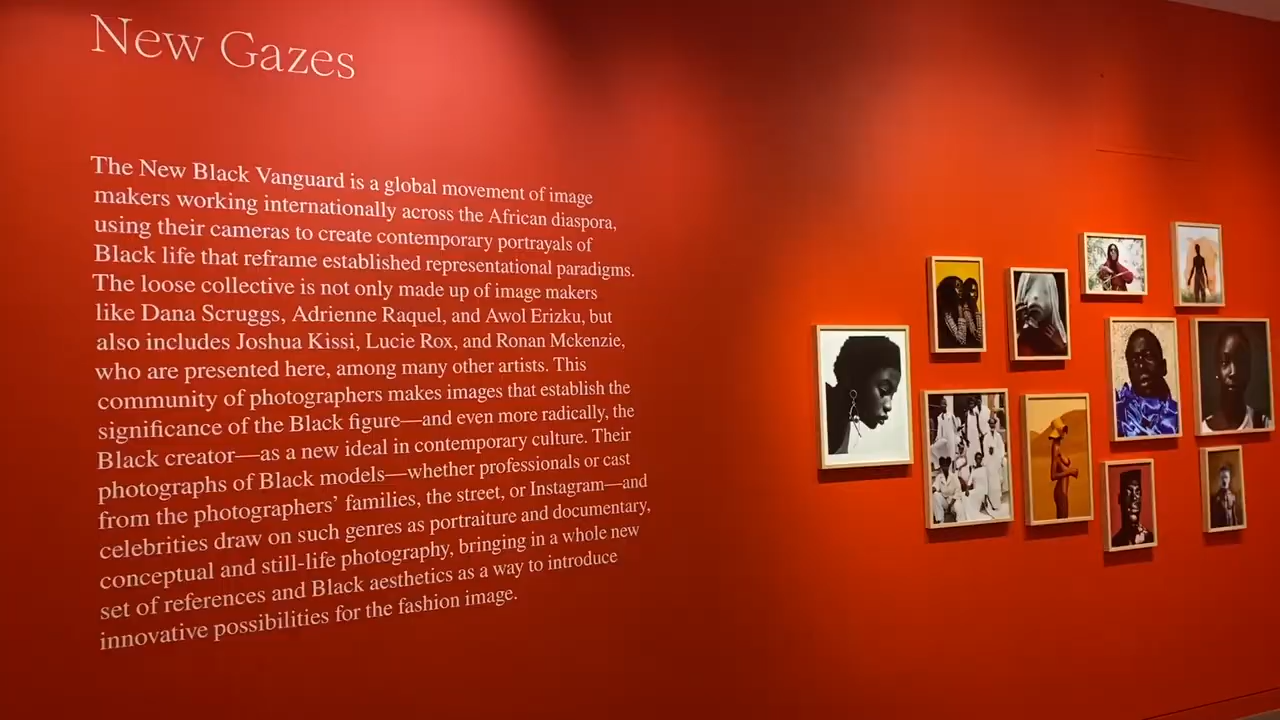 New Gazes
The New Black Vanguard is a global movement of image
makers working internationally across the African diaspora,
using their cameras to create contemporary portrayals of
Black life that reframe established representational paradigms.
The loose collective is not only made up of image makers
like Dana Scruggs, Adrienne Raquel, and Awol Erizku, but
also includes Joshua Kissi, Lucie Rox, and Ronan Mckenzie,
who are presented here, among many other artists. This
community of photographers makes images that establish the
significance of the Black figure—and even more radically, the
Black creator—as a new ideal in contemporary culture. Their
photographs of Black models—whether professionals or cast
from the photographers’ families, the street, or Instagram—and
celebrities draw on such genres as portraiture and documentary,
conceptual and still-life photography, bringing in a whole new
set of references and Black aesthetics as a way to introduce
innovative possibilities for the fashion image.